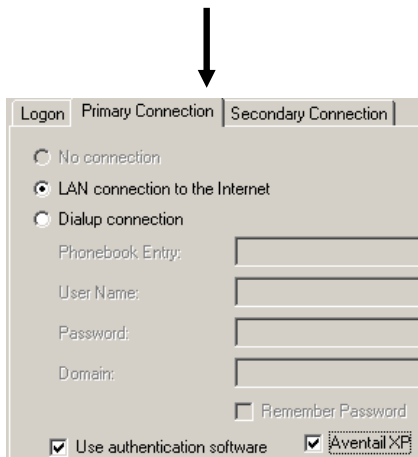 Logon Primary Connection Secondary Connection
No connection
LAN connection to the Internet
Dialup connection
Phonebook Entry:
User Name:
Password:
Domain:
Remember Password
Use authentication software Aventail XP